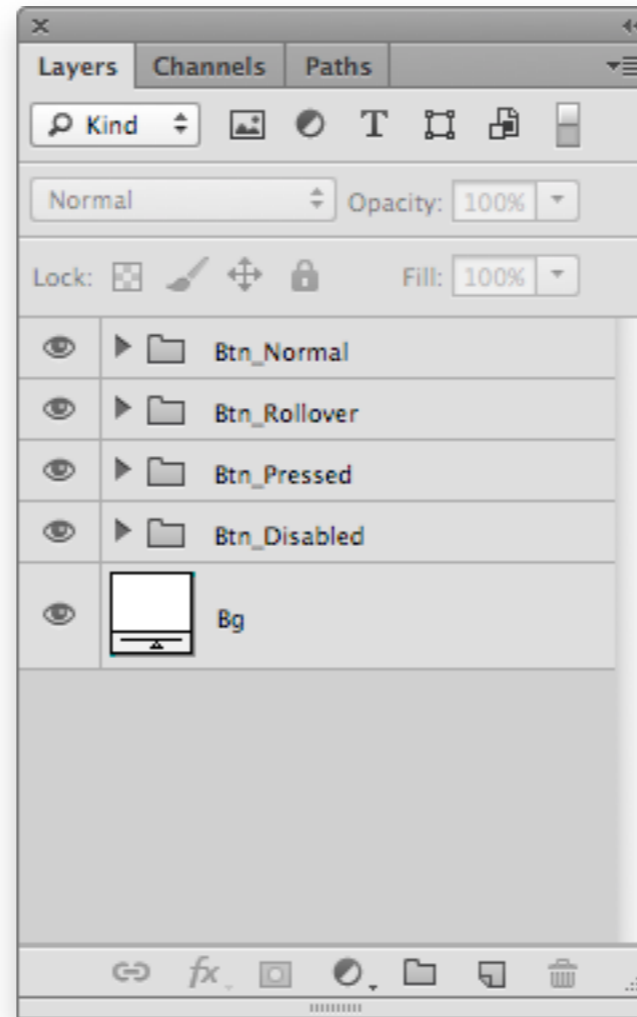 Layers Channels Paths
Kind T
Normal Opacity: 100%
Lock: Fill: 100%
Btn_Normal
Btn_Rollover
Btn_Pressed
Btn_Disabled
Bg
fx